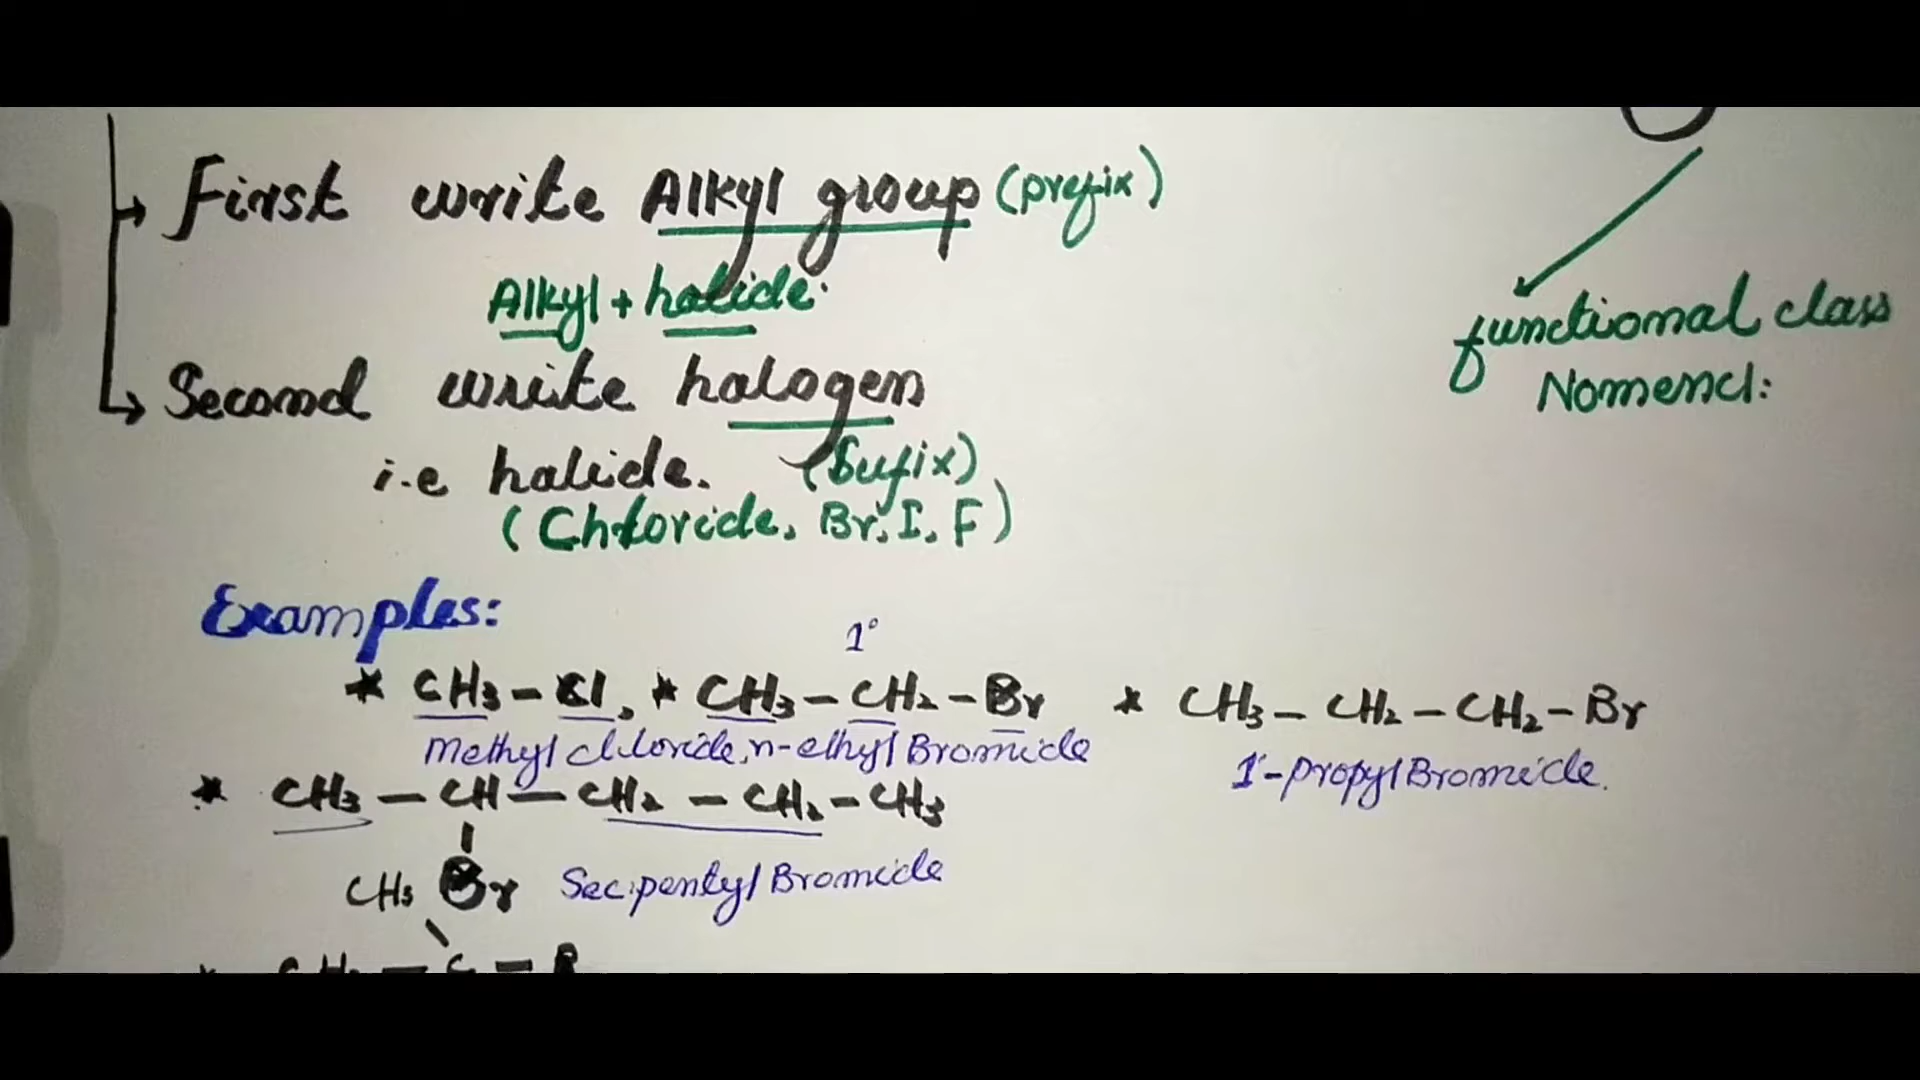 First write Alkyl group (prefix)
Alkyl + halide.
functional class
Nomencl:
Second write halogen
i.e halide. (Sufix)
(Chloride, Br, I, F)
Examples:
1°
* CH₃ – Cl, * CH₃ – CH₂ – Br * CH₃ – CH₂ – CH₂ – Br
Methyl chloride, n-ethyl Bromide
1°-propyl Bromide.
* CH₃ – CH – CH₂ – CH₂ – CH₃
CH₃ Br Sec:pentyl Bromide